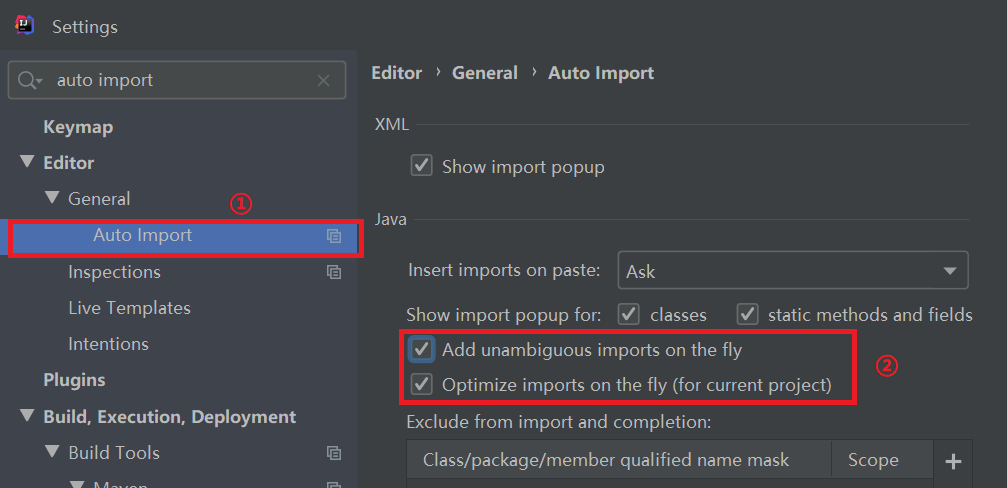 Settings
auto import
Keymap
Editor
General
①
Auto Import
Inspections
Live Templates
Intentions
Plugins
Build, Execution, Deployment
Build Tools
Maven
Editor › General › Auto Import
XML
Show import popup
Java
Insert imports on paste: Ask
Show import popup for: classes static methods and fields
Add unambiguous imports on the fly
②
Optimize imports on the fly (for current project)
Exclude from import and completion:
Class/package/member qualified name mask Scope +